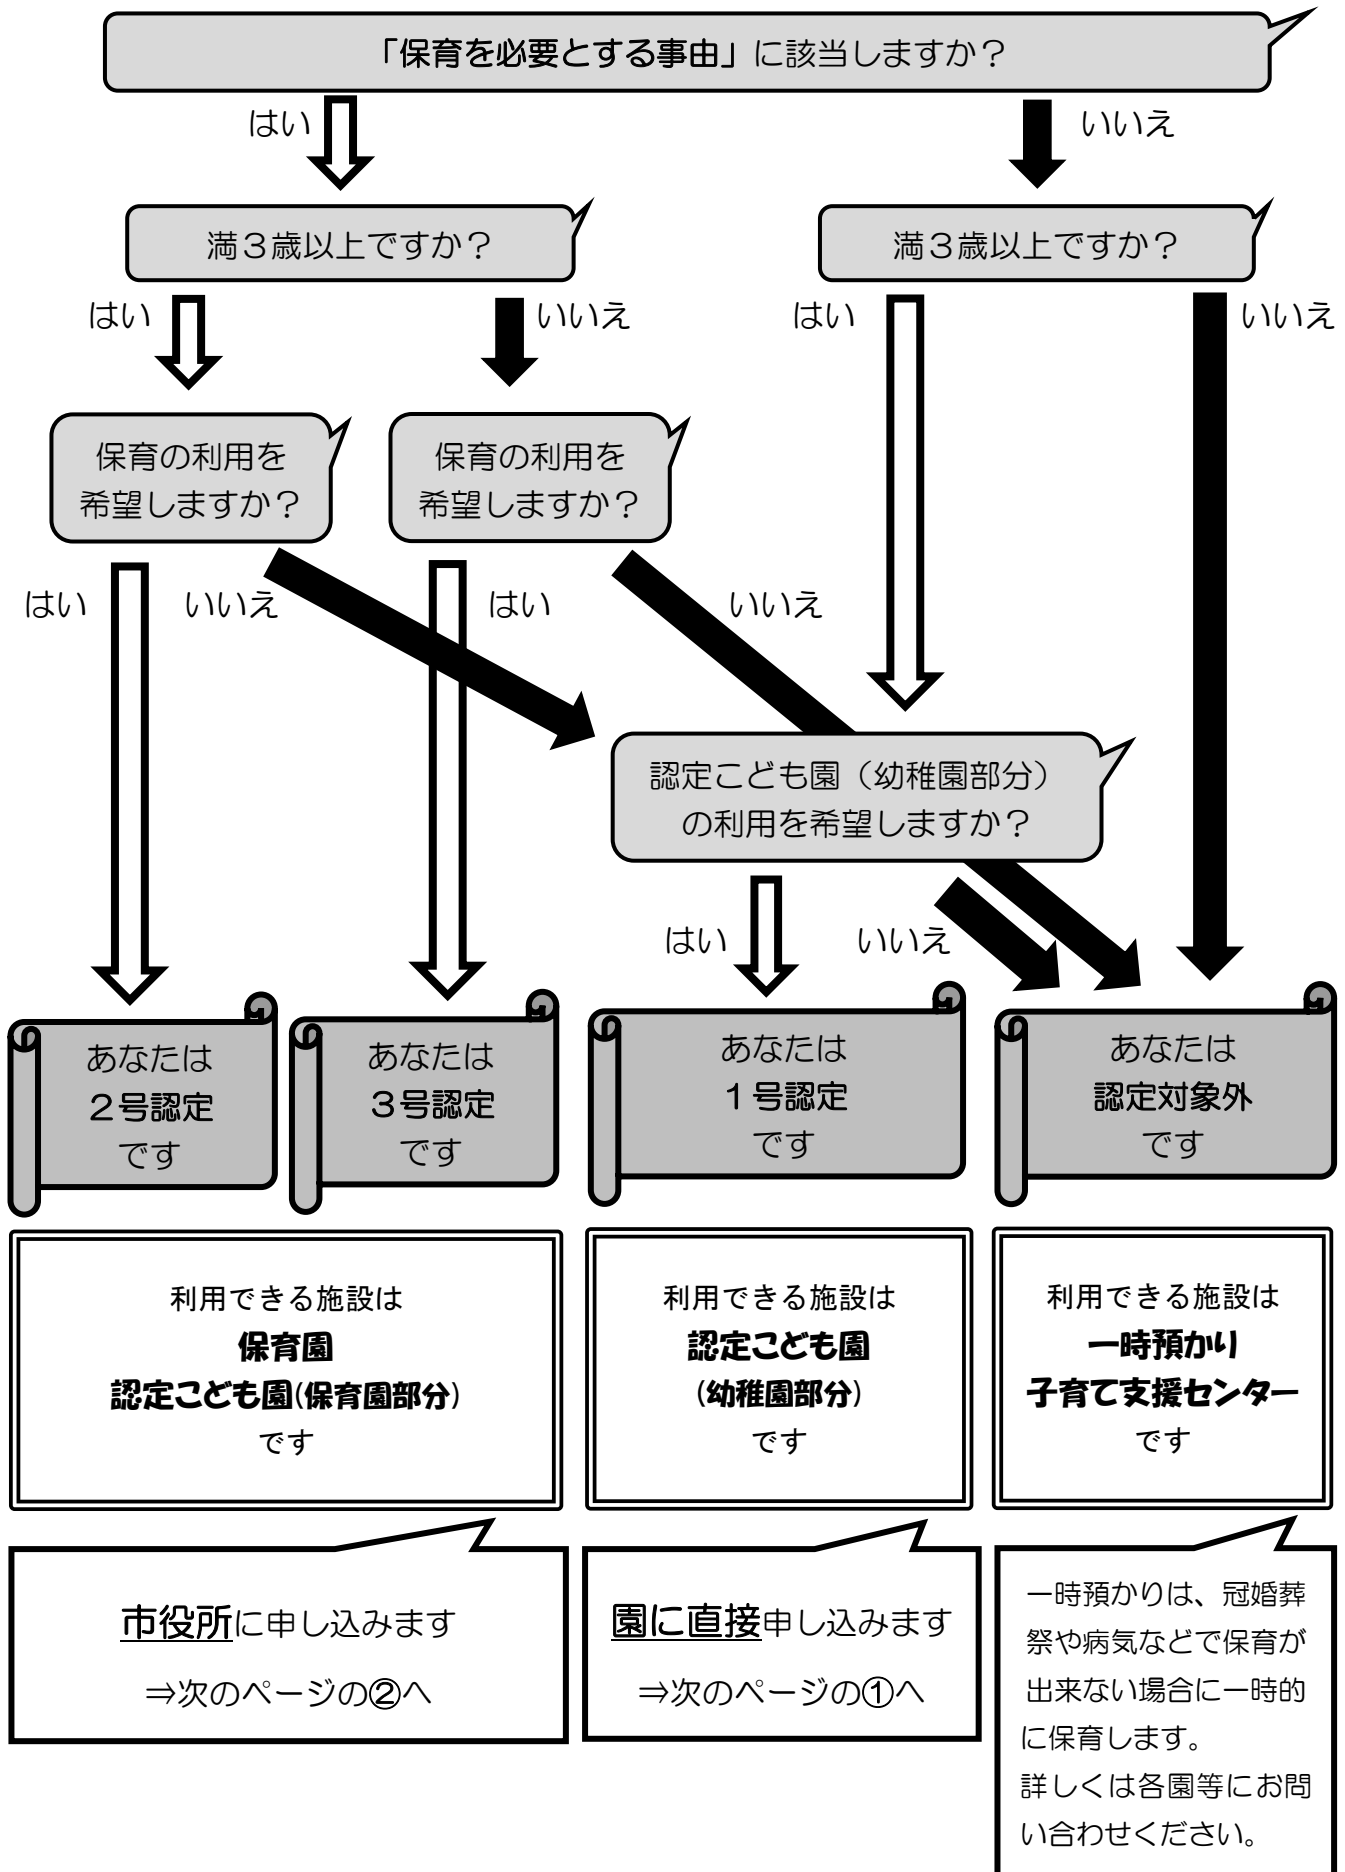 「保育を必要とする事由」に該当しますか？
はい
いいえ
満３歳以上ですか？
満３歳以上ですか？
はい
いいえ
はい
いいえ
保育の利用を
希望しますか？
保育の利用を
希望しますか？
はい
いいえ
はい
いいえ
認定こども園（幼稚園部分）
の利用を希望しますか？
はい
いいえ
あなたは
２号認定
です
あなたは
３号認定
です
あなたは
１号認定
です
あなたは
認定対象外
です
利用できる施設は
保育園
認定こども園(保育園部分)
です
利用できる施設は
認定こども園
(幼稚園部分)
です
利用できる施設は
一時預かり
子育て支援センター
です
市役所に申し込みます
⇒次のページの②へ
園に直接申し込みます
⇒次のページの①へ
一時預かりは、冠婚葬
祭や病気などで保育が
出来ない場合に一時的
に保育します。
詳しくは各園等にお問
い合わせください。